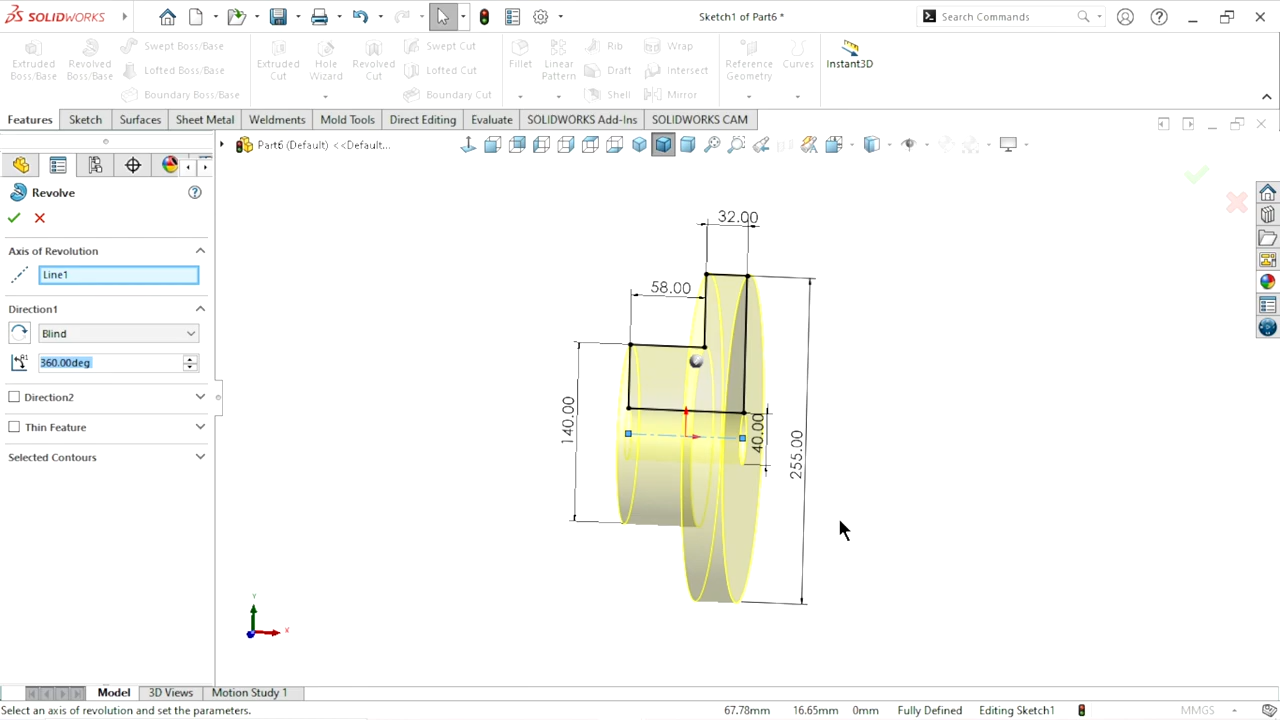 SOLIDWORKS
Sketch1 of Part6 *
Search Commands
Extruded Boss/Base
Revolved Boss/Base
Swept Boss/Base
Lofted Boss/Base
Boundary Boss/Base
Extruded Cut
Hole Wizard
Revolved Cut
Swept Cut
Lofted Cut
Boundary Cut
Fillet
Linear Pattern
Rib
Draft
Shell
Wrap
Intersect
Mirror
Reference Geometry
Curves
Instant3D
Features
Sketch
Surfaces
Sheet Metal
Weldments
Mold Tools
Direct Editing
Evaluate
SOLIDWORKS Add-Ins
SOLIDWORKS CAM
Part6 (Default) <<Default...
Revolve
Axis of Revolution
Line1
Direction1
Blind
A1
360.00deg
Direction2
Thin Feature
Selected Contours
32.00
58.00
140.00
40.00
255.00
Y
X
Model
3D Views
Motion Study 1
Select an axis of revolution and set the parameters.
67.78mm
16.65mm
0mm
Fully Defined
Editing Sketch1
MMGS